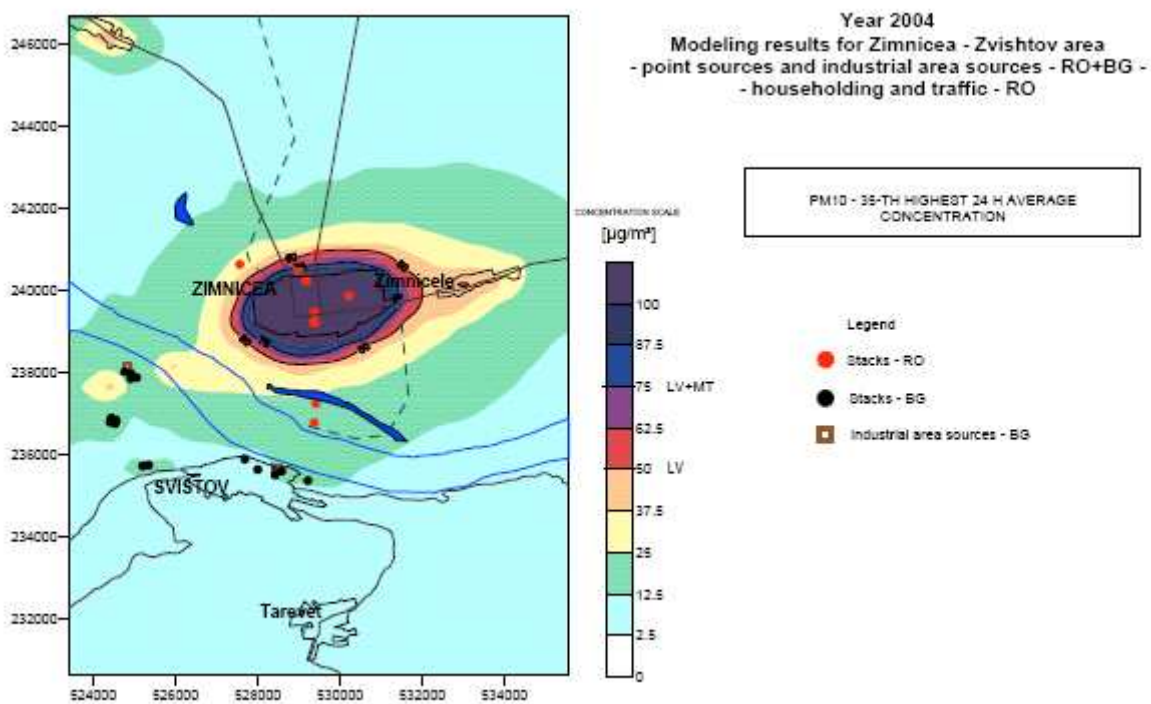 Year 2004
Modeling results for Zimnicea - Zvishtov area
- point sources and industrial area sources - RO+BG -
- householding and traffic - RO
PM10 - 35-TH HIGHEST 24 H AVERAGE
CONCENTRATION
CONCENTRATION SCALE
[µg/m³]
100
87.5
75 LV+MT
62.5
50 LV
37.5
25
12.5
2.5
0
Legend
Stacks - RO
Stacks - BG
Industrial area sources - BG
246000
244000
242000
240000
238000
236000
234000
232000
ZIMNICEA
Zimnicele
SVISTOV
Tarevet
524000 526000 528000 530000 532000 534000